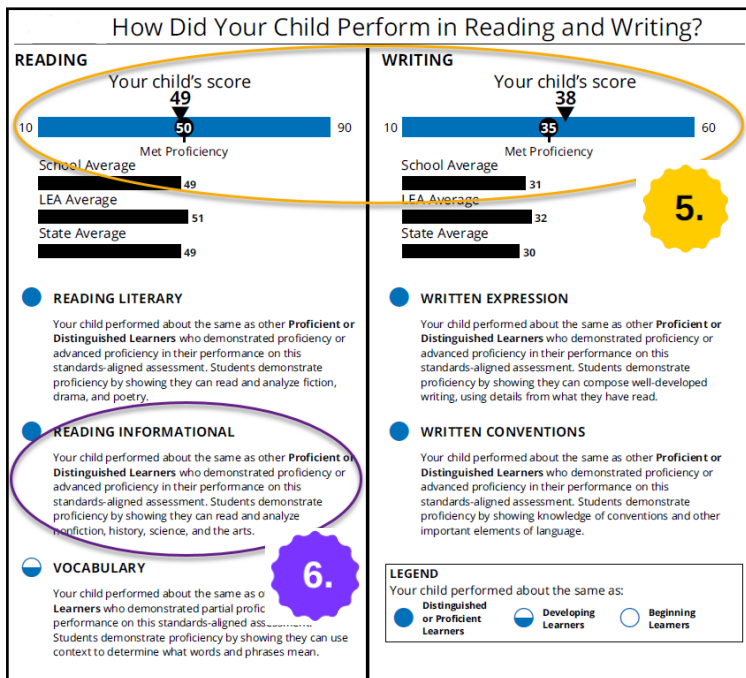 How Did Your Child Perform in Reading and Writing?
READING
Your child's score
49
10
50
90
Met Proficiency
School Average
49
LEA Average
51
State Average
49
READING LITERARY
Your child performed about the same as other Proficient or
Distinguished Learners who demonstrated proficiency or
advanced proficiency in their performance on this
standards-aligned assessment. Students demonstrate
proficiency by showing they can read and analyze fiction,
drama, and poetry.
READING INFORMATIONAL
Your child performed about the same as other Proficient or
Distinguished Learners who demonstrated proficiency or
advanced proficiency in their performance on this
standards-aligned assessment. Students demonstrate
proficiency by showing they can read and analyze
nonfiction, history, science, and the arts.
6.
VOCABULARY
Your child performed about the same as
Learners who demonstrated partial
performance on this standards-aligned
Students demonstrate proficiency by showing they can use
context to determine what words and phrases mean.
WRITING
Your child's score
38
10
35
60
Met Proficiency
School Average
31
LEA Average
32
State Average
30
5.
WRITTEN EXPRESSION
Your child performed about the same as other Proficient or
Distinguished Learners who demonstrated proficiency or
advanced proficiency in their performance on this
standards-aligned assessment. Students demonstrate
proficiency by showing they can compose well-developed
writing, using details from what they have read.
WRITTEN CONVENTIONS
Your child performed about the same as other Proficient or
Distinguished Learners who demonstrated proficiency or
advanced proficiency in their performance on this
standards-aligned assessment. Students demonstrate
proficiency by showing knowledge of conventions and other
important elements of language.
LEGEND
Your child performed about the same as:
Distinguished
or Proficient
Learners
Developing
Learners
Beginning
Learners